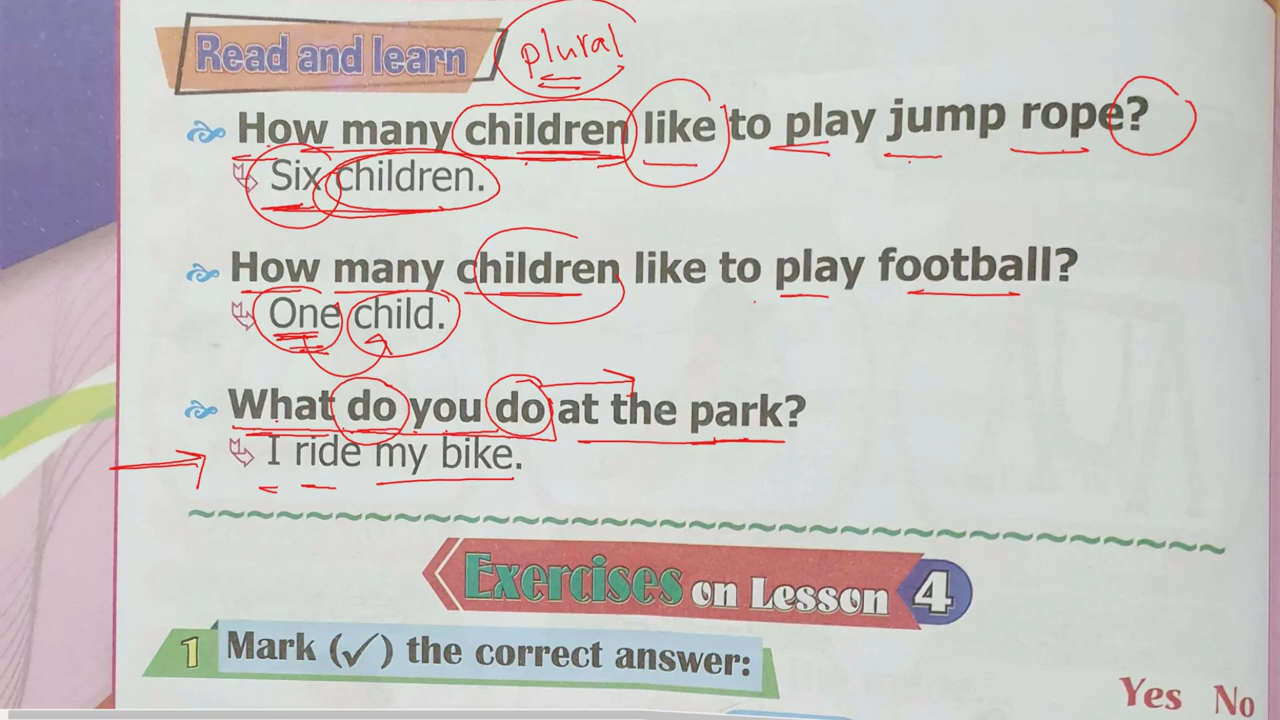 Read and learn
plural
How many children like to play jump rope?
Six children.
How many children like to play football?
One child.
What do you do at the park?
I ride my bike.
Exercises on Lesson 4
1 Mark (✓) the correct answer:
Yes No